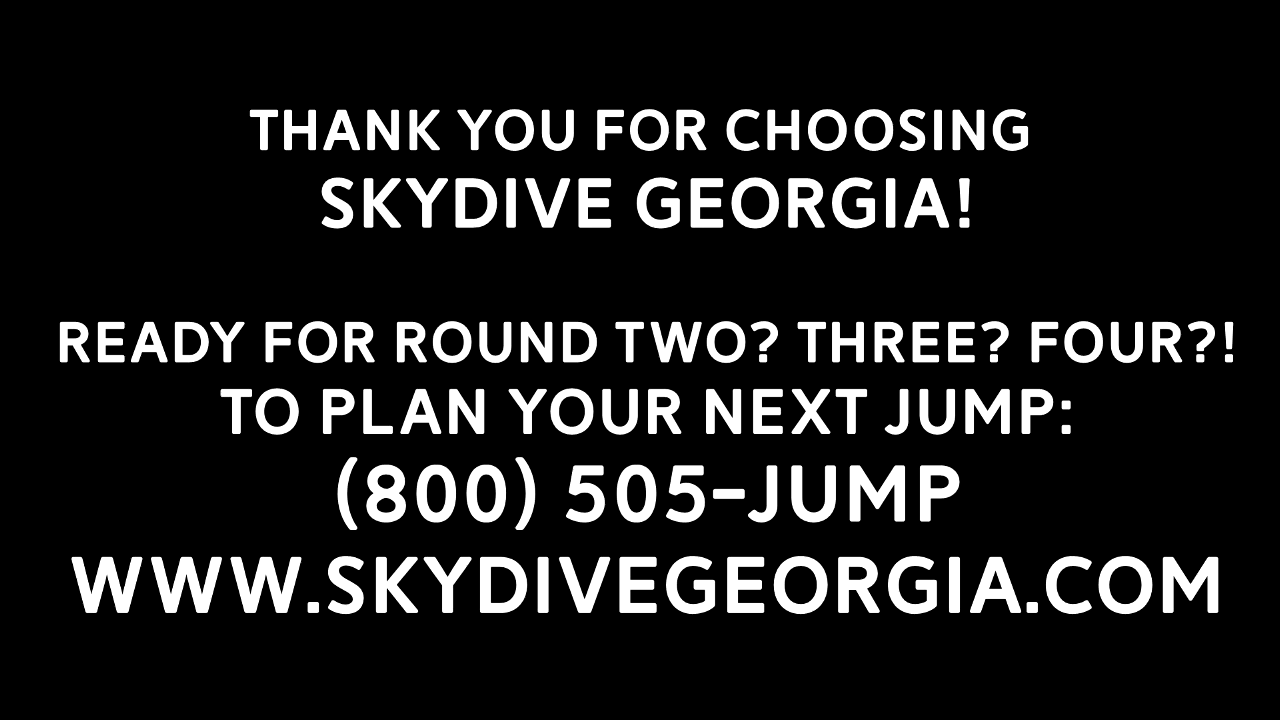 THANK YOU FOR CHOOSING
SKYDIVE GEORGIA!
READY FOR ROUND TWO? THREE? FOUR?!
TO PLAN YOUR NEXT JUMP:
(800) 505-JUMP
WWW.SKYDIVEGEORGIA.COM